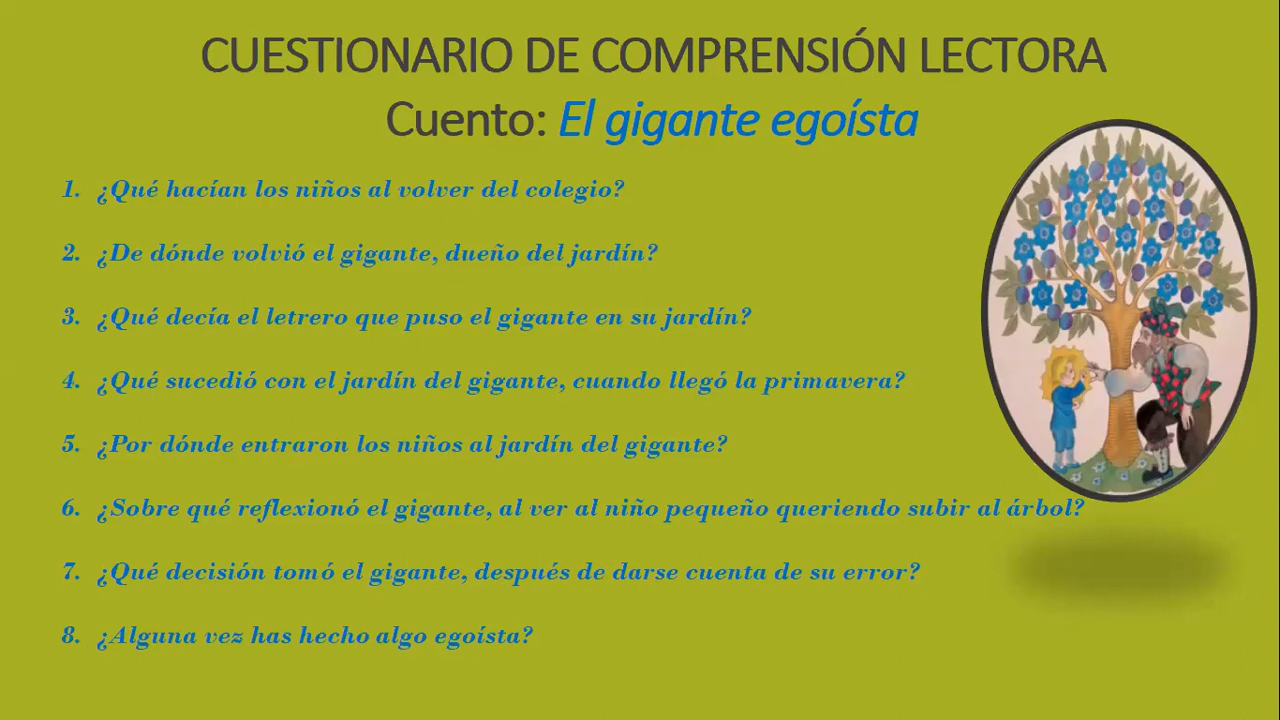 CUESTIONARIO DE COMPRENSIÓN LECTORA
Cuento: El gigante egoísta
1. ¿Qué hacían los niños al volver del colegio?
2. ¿De dónde volvió el gigante, dueño del jardín?
3. ¿Qué decía el letrero que puso el gigante en su jardín?
4. ¿Qué sucedió con el jardín del gigante, cuando llegó la primavera?
5. ¿Por dónde entraron los niños al jardín del gigante?
6. ¿Sobre qué reflexionó el gigante, al ver al niño pequeño queriendo subir al árbol?
7. ¿Qué decisión tomó el gigante, después de darse cuenta de su error?
8. ¿Alguna vez has hecho algo egoísta?